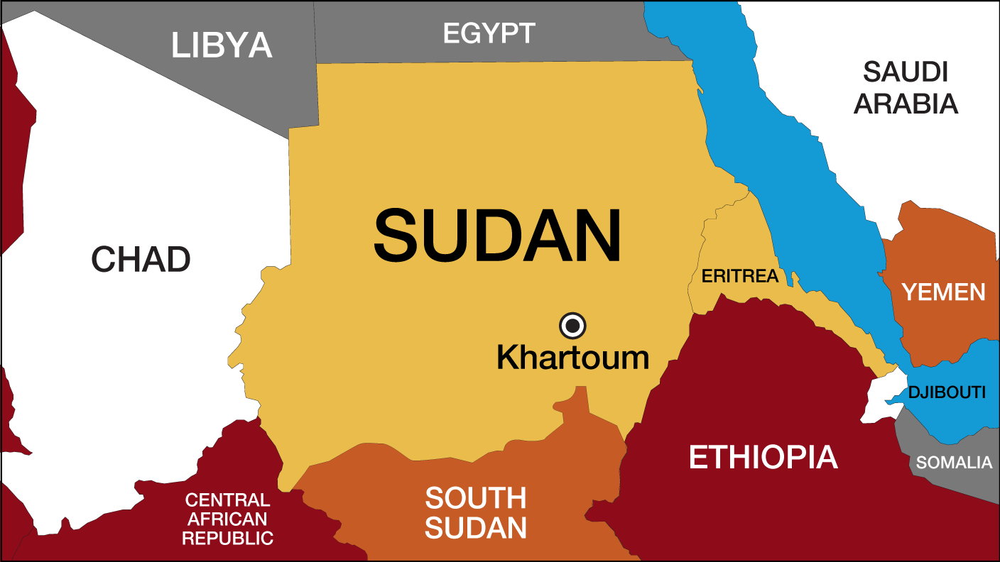 LIBYA
EGYPT
SAUDI
ARABIA
CHAD
SUDAN
ERITREA
YEMEN
Khartoum
DJIBOUTI
ETHIOPIA
SOMALIA
CENTRAL
AFRICAN
REPUBLIC
SOUTH
SUDAN